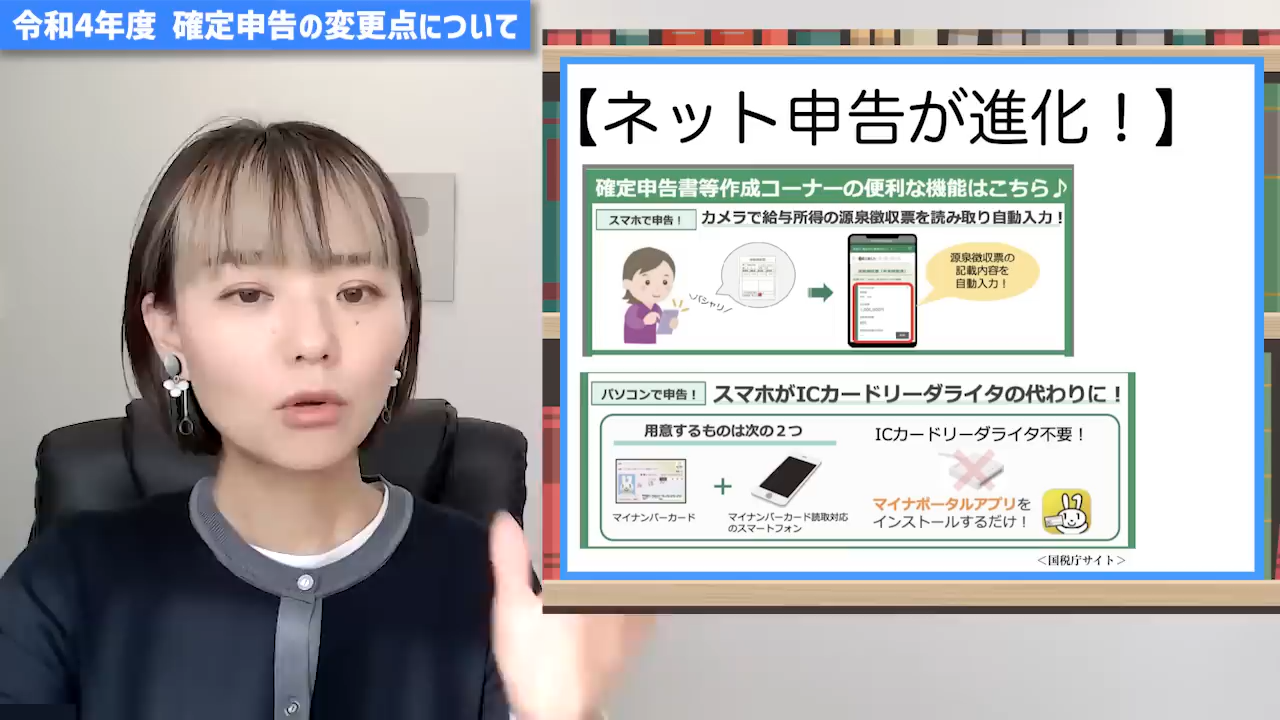 令和4年度 確定申告の変更点について
【ネット申告が進化！】
確定申告書等作成コーナーの便利な機能はこちら♪
スマホで申告！ カメラで給与所得の源泉徴収票を読み取り自動入力！
パシャリ
源泉徴収票の
記載内容を
自動入力！
パソコンで申告！ スマホがICカードリーダライタの代わりに！
用意するものは次の２つ
ICカードリーダライタ不要！
+
マイナンバーカード
マイナンバーカード読取対応
のスマートフォン
マイナポータルアプリを
インストールするだけ！
＜国税庁サイト＞